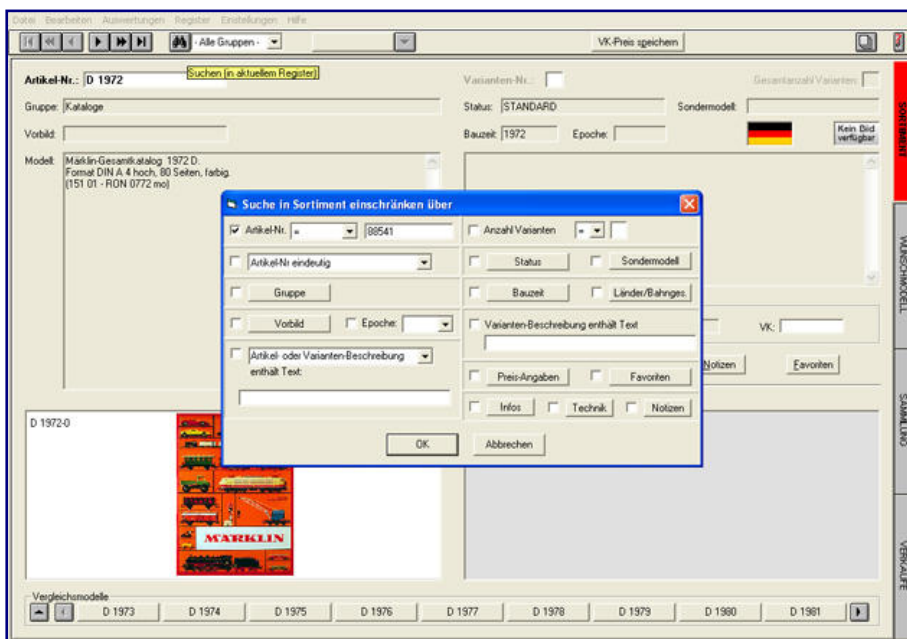 Datei Bearbeiten Auswertungen Register Einstellungen Hilfe
- Alle Gruppen - VK-Preis speichern
Suchen (in aktuellem Register)
Artikel-Nr.: D 1972 Varianten-Nr.: Gesamtanzahl Varianten:
Gruppe: Kataloge Status: STANDARD Sondermodell:
Vorbild: Bauzeit: 1972 Epoche: Kein Bild verfügbar
Modell: Märklin-Gesamtkatalog 1972 D.
Format DIN A 4 hoch, 80 Seiten, farbig.
(151 01 - RON 0772 mo)
Suche in Sortiment einschränken über
Artikel-Nr. = 88541 Anzahl Varianten =
Artikel-Nr eindeutig Status Sondermodell
Gruppe Bauzeit Länder/Bahnges.
Vorbild Epoche: Varianten-Beschreibung enthält Text
Artikel- oder Varianten-Beschreibung
enthält Text:
Preis-Angaben Favoriten
Infos Technik Notizen
OK Abbrechen
VK:
Notizen Favoriten
SORTIMENT
WUNSCHMODELL
SAMMLUNG
VERKÄUFE
D 1972-0
MÄRKLIN
Vergleichsmodelle
D 1973 D 1974 D 1975 D 1976 D 1977 D 1978 D 1979 D 1980 D 1981